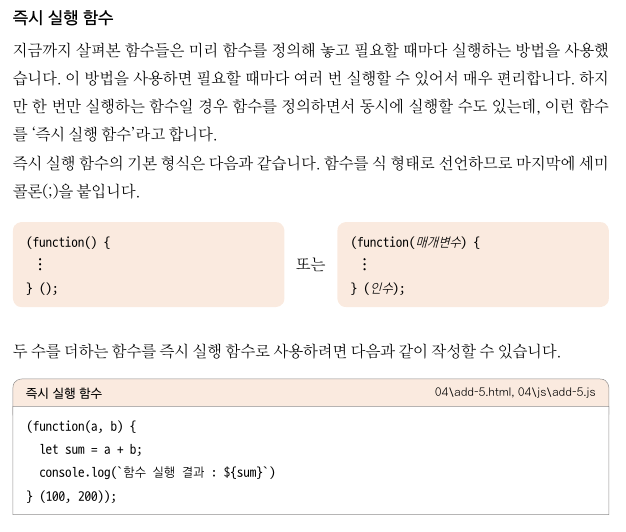 즉시 실행 함수
지금까지 살펴본 함수들은 미리 함수를 정의해 놓고 필요할 때마다 실행하는 방법을 사용했
습니다. 이 방법을 사용하면 필요할 때마다 여러 번 실행할 수 있어서 매우 편리합니다. 하지
만 한 번만 실행하는 함수일 경우 함수를 정의하면서 동시에 실행할 수도 있는데, 이런 함수
를 ‘즉시 실행 함수’라고 합니다.
즉시 실행 함수의 기본 형식은 다음과 같습니다. 함수를 식 형태로 선언하므로 마지막에 세미
콜론(;)을 붙입니다.
(function() {
⋮
} ();
또는
(function(매개변수) {
⋮
} (인수);
두 수를 더하는 함수를 즉시 실행 함수로 사용하려면 다음과 같이 작성할 수 있습니다.
즉시 실행 함수 04\add-5.html, 04\js\add-5.js
(function(a, b) {
let sum = a + b;
console.log(`함수 실행 결과 : ${sum}`)
} (100, 200));